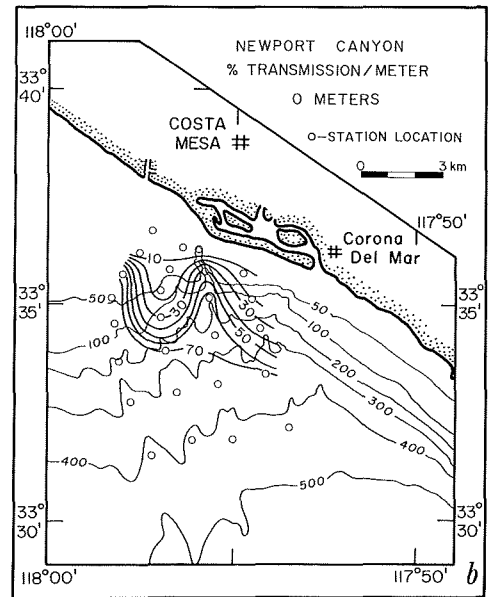 118°00'
NEWPORT CANYON
33°
40'
% TRANSMISSION/METER
0 METERS
COSTA
MESA
o-STATION LOCATION
0 3 km
117°50'
Corona
Del Mar
10
33°
35'
500
50
33°
35'
30
30
100
50
100
70
200
300
400
400
500
33°
30'
33°
30'
118°00'
117°50'
b